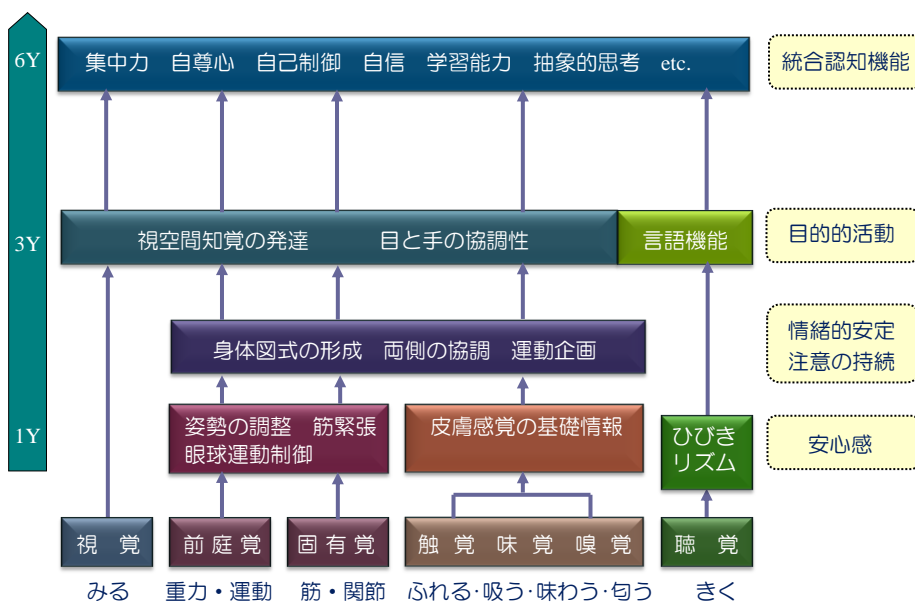 6Y
集中力 自尊心 自己制御 自信 学習能力 抽象的思考 etc.
統合認知機能
3Y
視空間知覚の発達 目と手の協調性
言語機能
目的的活動
身体図式の形成 両側の協調 運動企画
情緒的安定
注意の持続
1Y
姿勢の調整 筋緊張
眼球運動制御
皮膚感覚の基礎情報
ひびき
リズム
安心感
視 覚
前 庭 覚
固 有 覚
触 覚 味 覚 嗅 覚
聴 覚
みる
重力・運動
筋・関節
ふれる・吸う・味わう・匂う
きく